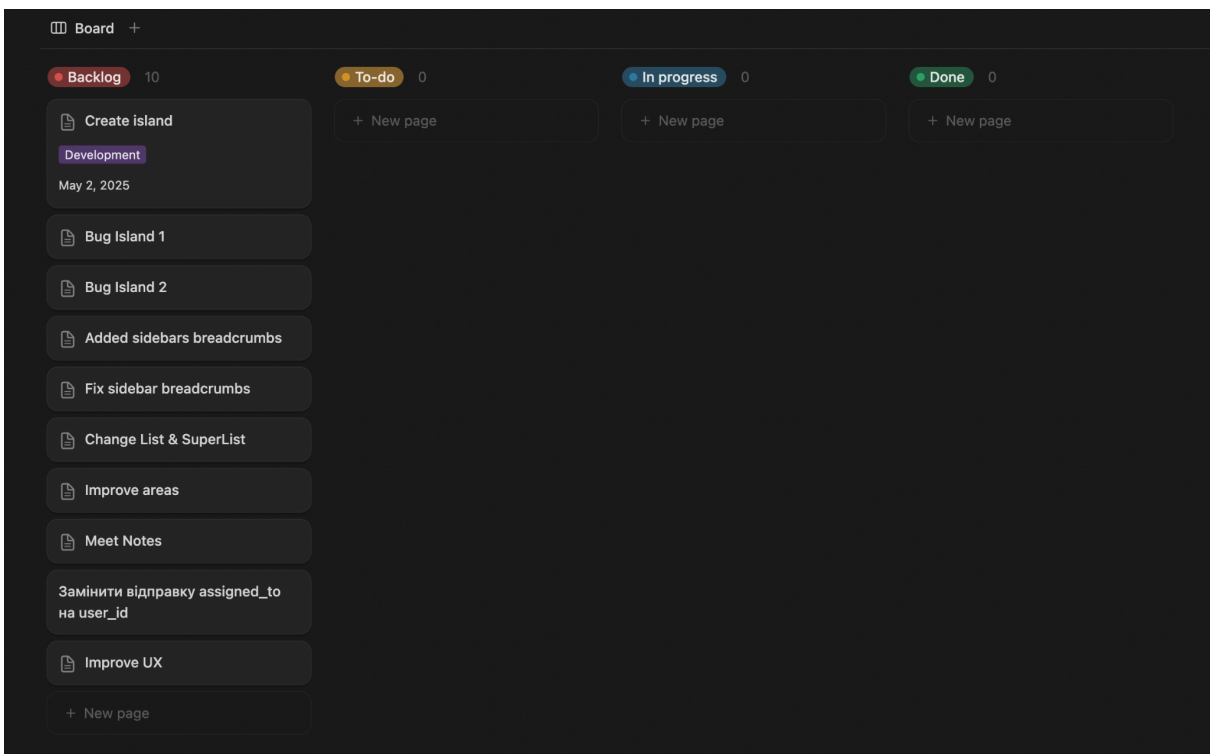 Board +
Backlog 10
Create island
Development
May 2, 2025
Bug Island 1
Bug Island 2
Added sidebars breadcrumbs
Fix sidebar breadcrumbs
Change List & SuperList
Improve areas
Meet Notes
Замінити відправку assigned_to
на user_id
Improve UX
+ New page
To-do 0
+ New page
In progress 0
+ New page
Done 0
+ New page